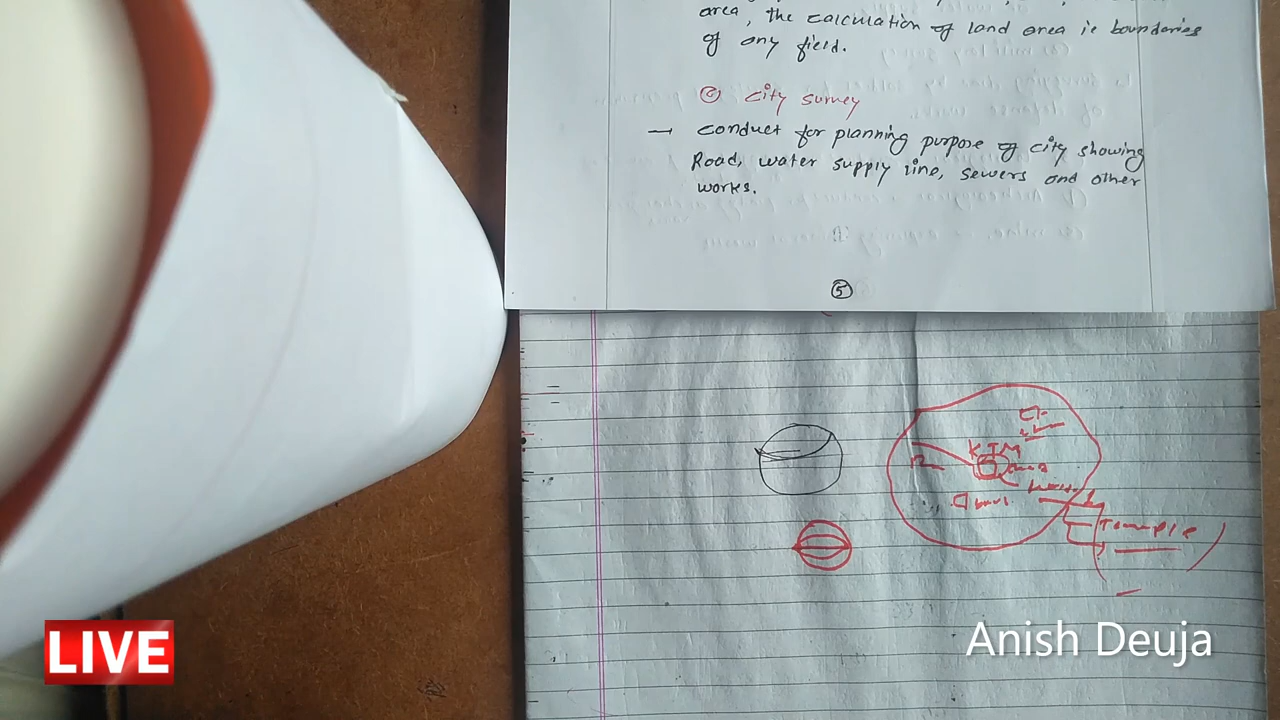 area, the calculation of land area ie boundaries
of any field.
© city survey
→ conduct for planning purpose of city showing
Road, water supply line, sewers and other
works.
5
KTM
Temple
LIVE
Anish Deuja